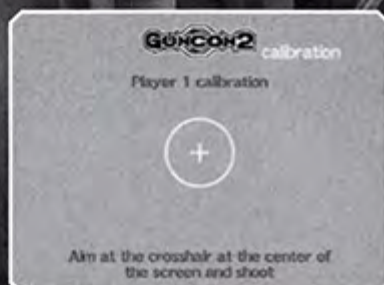 GUNCON2 calibration
Player 1 calibration
Aim at the crosshair at the center of
the screen and shoot